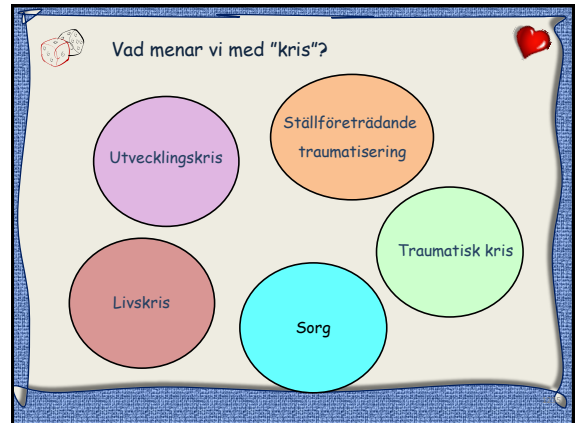 Vad menar vi med "kris"?
Ställföreträdande
traumatisering
Utvecklingskris
Traumatisk kris
Livskris
Sorg